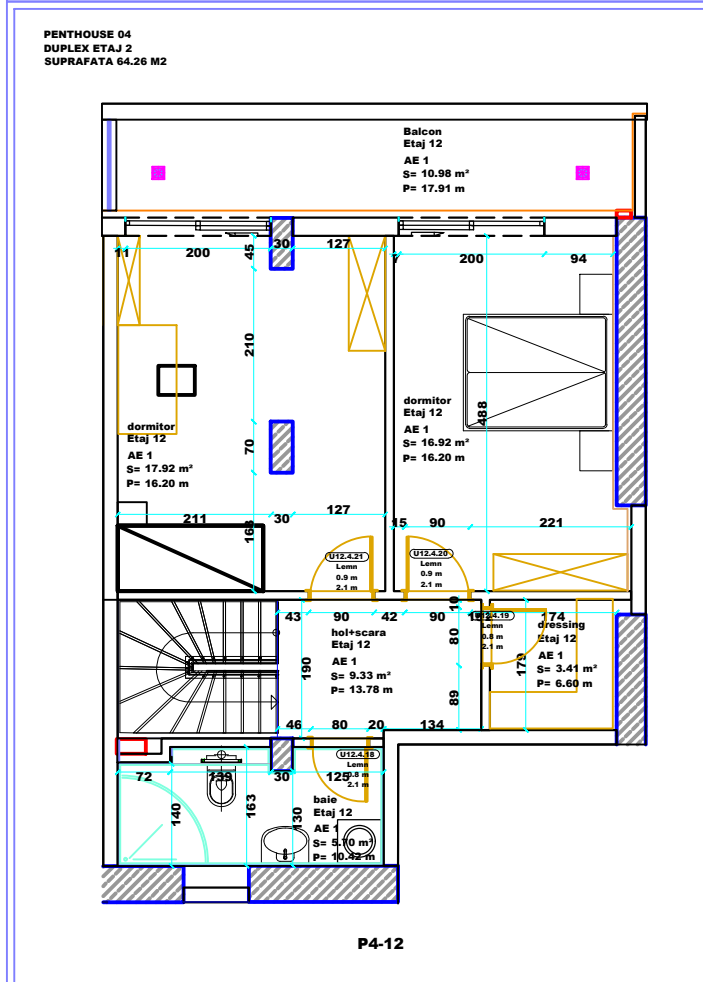 PENTHOUSE 04
DUPLEX ETAJ 2
SUPRAFATA 64.26 M2
Balcon
Etaj 12
AE 1
S= 10.98 m²
P= 17.91 m
11
200
45
30
127
7
200
94
210
488
dormitor
Etaj 12
AE 1
S= 17.92 m²
P= 16.20 m
70
dormitor
Etaj 12
AE 1
S= 16.92 m²
P= 16.20 m
211
30
127
15
90
221
U12.4.21
Lemn
0.9 m
2.1 m
U12.4.20
Lemn
0.9 m
2.1 m
43
90
42
90
10
174
hol+scara
Etaj 12
AE 1
S= 9.33 m²
P= 13.78 m
190
80
89
Lemn
0.8 m
2.1 m
179
dressing
Etaj 12
AE 1
S= 3.41 m²
P= 6.60 m
46
80
20
134
U12.4.18
Lemn
0.8 m
2.1 m
72
139
30
125
140
163
130
baie
Etaj 12
AE 1
S= 5.70 m²
P= 10.42 m
P4-12